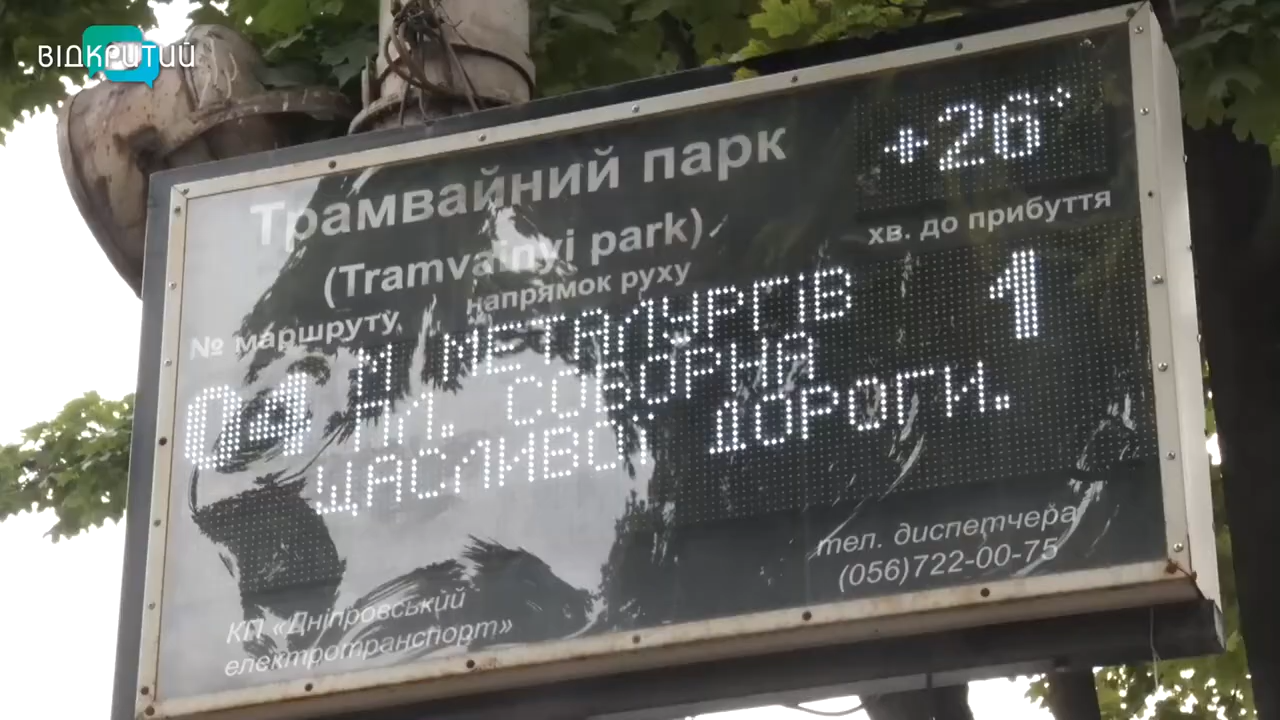 ВІДКРИТИЙ
Трамвайний парк
+26°
(Tramvainyi park)
хв. до прибуття
№ маршруту
напрямок руху
04
МЕТАЛУРГІВ
1
ПЛ. СОБОРНА
ЩАСЛИВОЇ ДОРОГИ.
тел. диспетчера
(056)722-00-75
КП «Дніпровський
електротранспорт»